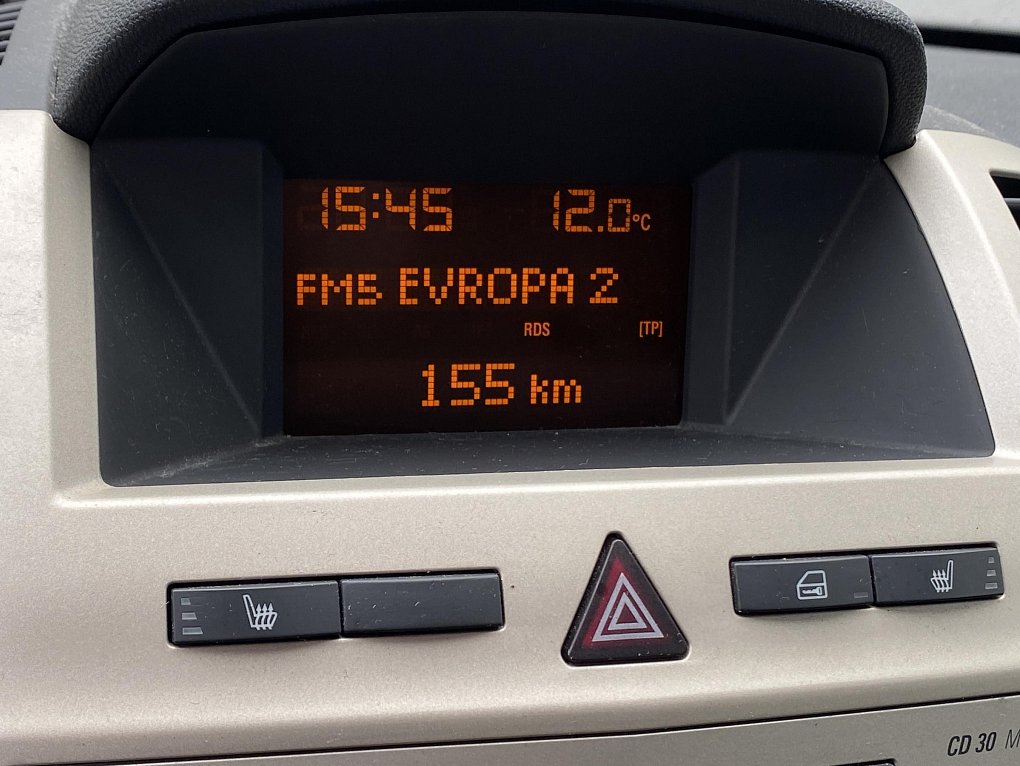 15:45 12.0°C
FM5 EVROPA 2
RDS [TP]
155 km
CD 30 M